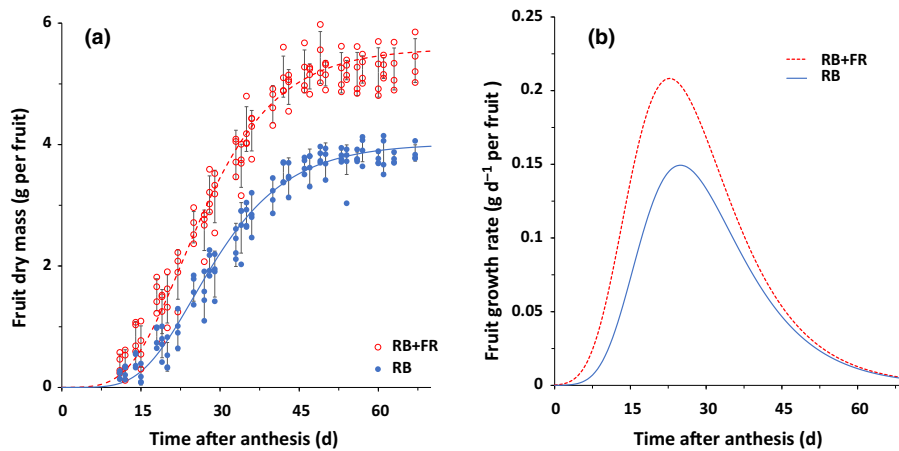 (a)
6
4
2
0
0
15
30
45
60
Fruit dry mass (g per fruit)
Time after anthesis (d)
RB+FR
RB
(b)
0.25
0.2
0.15
0.1
0.05
0
0
15
30
45
60
Fruit growth rate (g d⁻¹ per fruit)
Time after anthesis (d)
RB+FR
RB